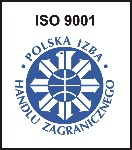 ISO 9001
POLSKA IZBA
HANDLU ZAGRANICZNEGO